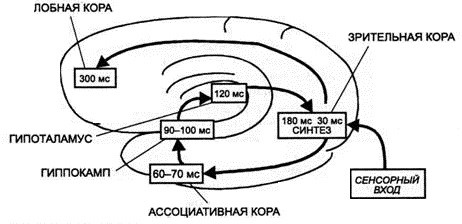 ЛОБНАЯ КОРА
ЗРИТЕЛЬНАЯ КОРА
300 мс
120 мс
180 мс 30 мс
СИНТЕЗ
ГИПОТАЛАМУС
90–100 мс
ГИППОКАМП
60–70 мс
СЕНСОРНЫЙ
ВХОД
АССОЦИАТИВНАЯ КОРА